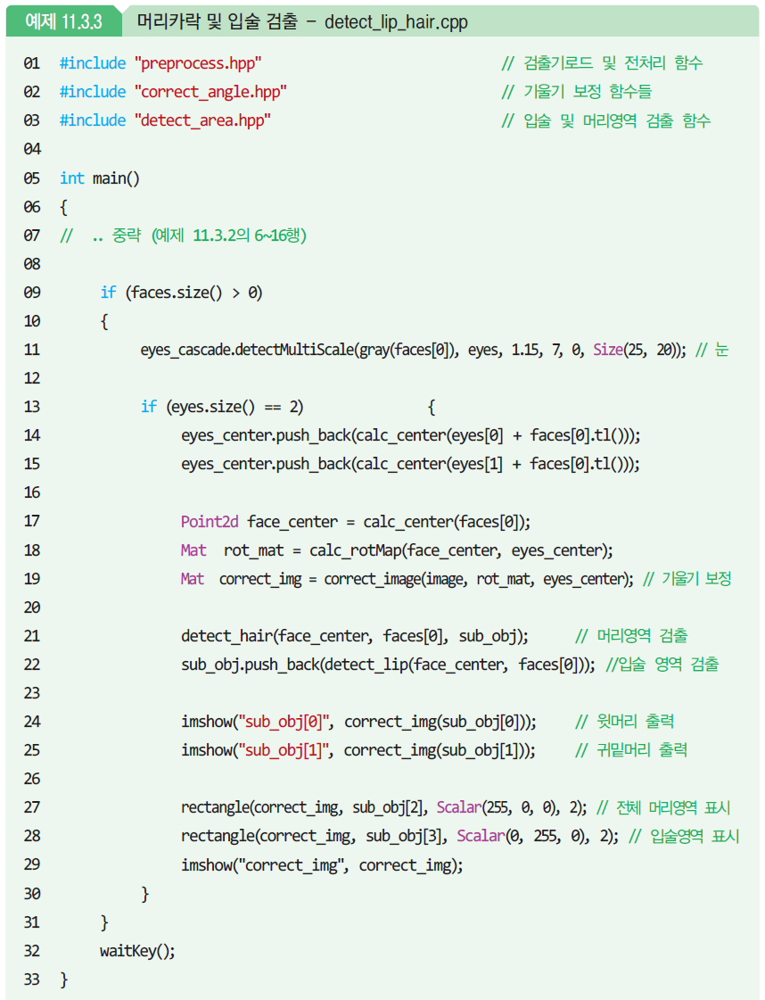 예제 11.3.3 머리카락 및 입술 검출 - detect_lip_hair.cpp
01 #include "preprocess.hpp" // 검출기로드 및 전처리 함수
02 #include "correct_angle.hpp" // 기울기 보정 함수들
03 #include "detect_area.hpp" // 입술 및 머리영역 검출 함수
04
05 int main()
06 {
07 // .. 중략 (예제 11.3.2의 6~16행)
08
09 if (faces.size() > 0)
10 {
11 eyes_cascade.detectMultiScale(gray(faces[0]), eyes, 1.15, 7, 0, Size(25, 20)); // 눈
12
13 if (eyes.size() == 2) {
14 eyes_center.push_back(calc_center(eyes[0] + faces[0].tl()));
15 eyes_center.push_back(calc_center(eyes[1] + faces[0].tl()));
16
17 Point2d face_center = calc_center(faces[0]);
18 Mat rot_mat = calc_rotMap(face_center, eyes_center);
19 Mat correct_img = correct_image(image, rot_mat, eyes_center); // 기울기 보정
20
21 detect_hair(face_center, faces[0], sub_obj); // 머리영역 검출
22 sub_obj.push_back(detect_lip(face_center, faces[0])); //입술 영역 검출
23
24 imshow("sub_obj[0]", correct_img(sub_obj[0])); // 윗머리 출력
25 imshow("sub_obj[1]", correct_img(sub_obj[1])); // 귀밑머리 출력
26
27 rectangle(correct_img, sub_obj[2], Scalar(255, 0, 0), 2); // 전체 머리영역 표시
28 rectangle(correct_img, sub_obj[3], Scalar(0, 255, 0), 2); // 입술영역 표시
29 imshow("correct_img", correct_img);
30 }
31 }
32 waitKey();
33 }